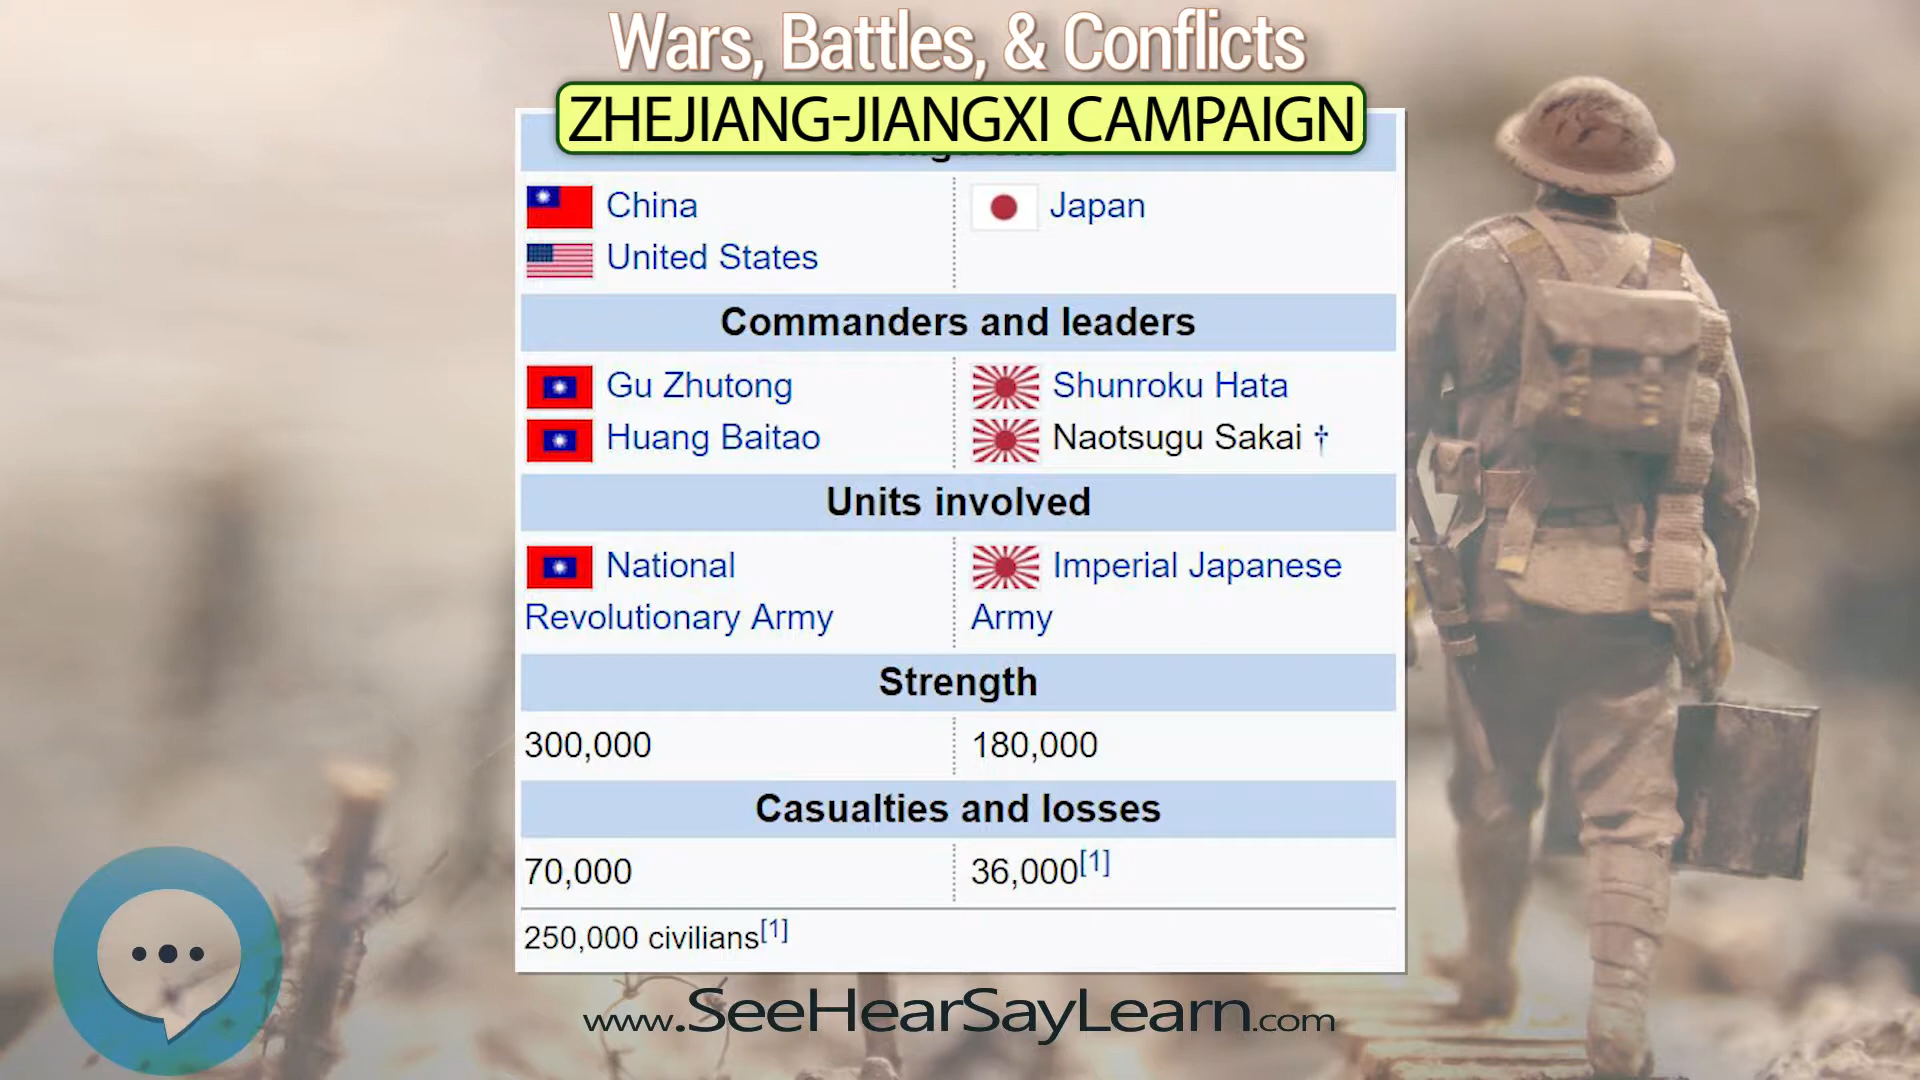 Wars, Battles, & Conflicts
ZHEJIANG-JIANGXI CAMPAIGN
China
Japan
United States
Commanders and leaders
Gu Zhutong
Shunroku Hata
Huang Baitao
Naotsugu Sakai †
Units involved
National
Revolutionary Army
Imperial Japanese
Army
Strength
300,000
180,000
Casualties and losses
70,000
36,000[1]
250,000 civilians[1]
www.SeeHearSayLearn.com